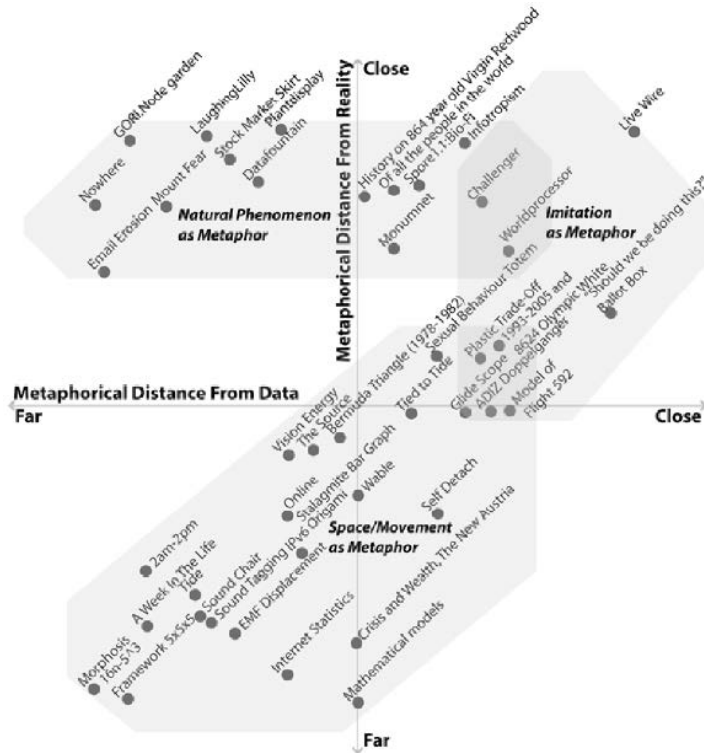 Close
Metaphorical Distance From Reality
GORI.Node garden
LaughingLilly
Stock Market Skirt
Plantdisplay
Datafountain
Nowhere
Mount Fear
Email Erosion
Natural Phenomenon
as Metaphor
History on 864 year old Virgin Redwood
Of all the people in the world
Spore1.1:Bio-Fi
Infotropism
Monumnet
Challenger
Worldprocessor
Live Wire
Imitation
as Metaphor
"Should we be doing this?"
Ballot Box
8624 Olympic White
1993-2005 and
Plastic Trade-Off
Sexual Behaviour Totem
Metaphorical Distance From Data
Far
Close
Vision Energy
The Source
Bermuda Triangle (1978-1982)
Tied to Tide
Glide Scope
ADIZ Doppelganger
Model of
Flight 592
Online
Stalagmite Bar Graph
Wable
Self Detach
Space/Movement
as Metaphor
2am-2pm
A Week In The Life
Tide
Sound Chair
Sound Tagging
IPv6 Origami
EMF Displacement
Morphosis
16n-5^3
Framework 5x5x5
Internet Statistics
Crisis and Wealth, The New Austria
Mathematical models
Far